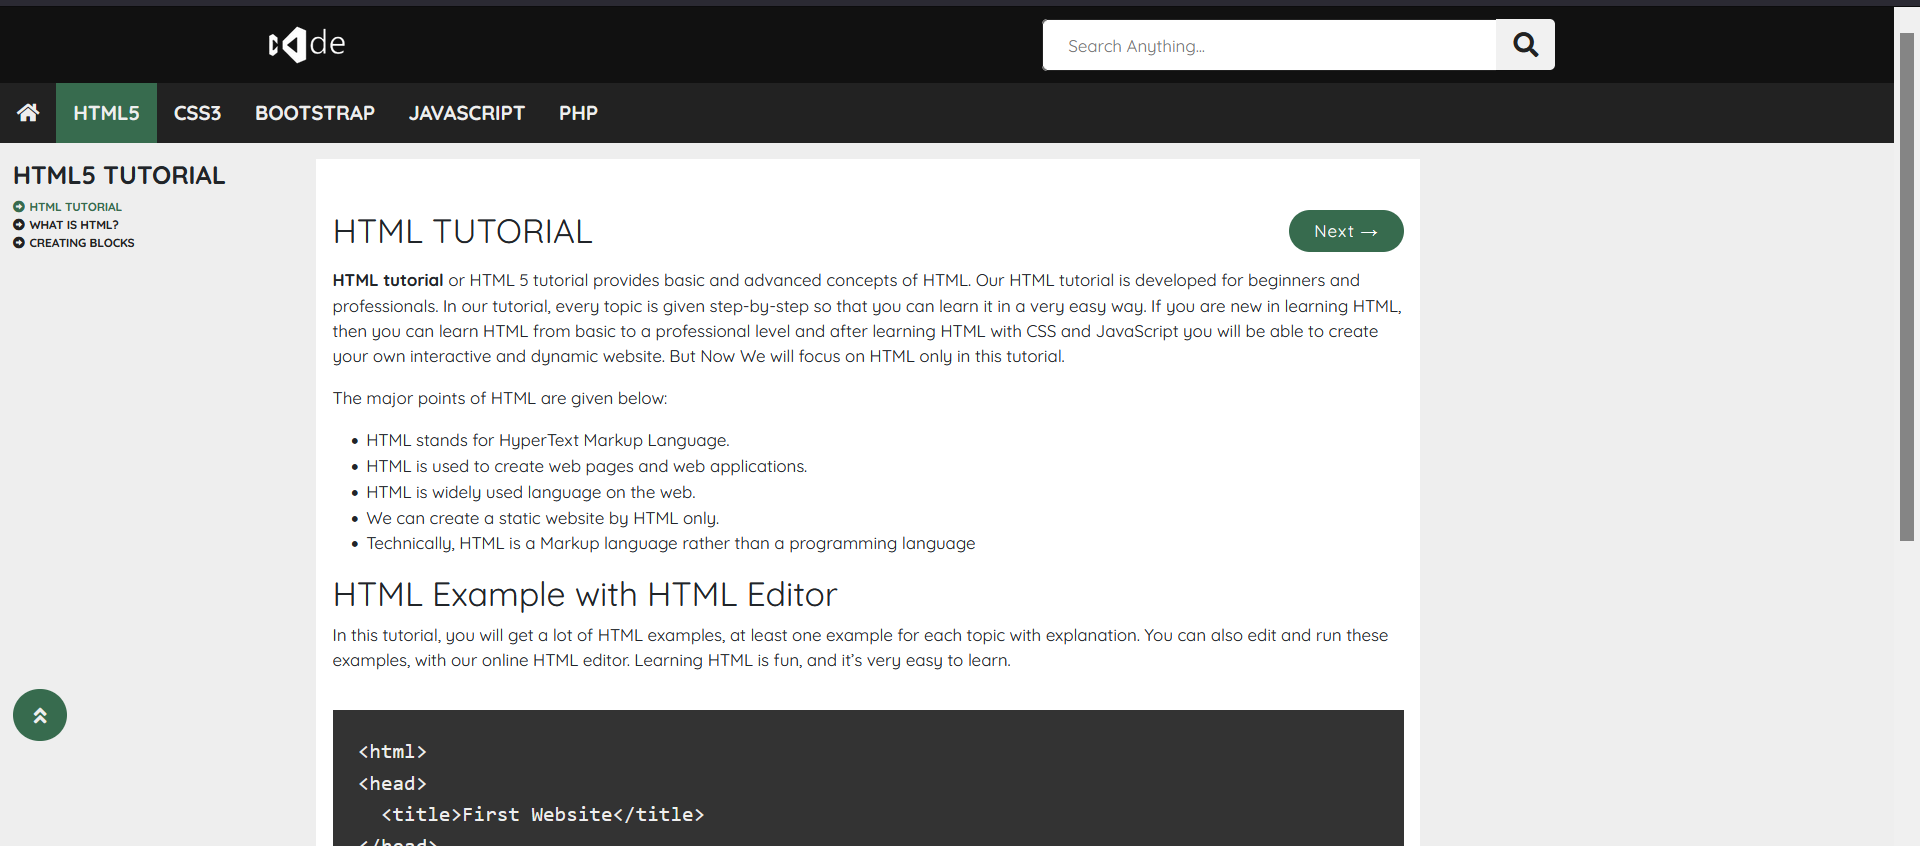 de
Search Anything...
HTML5 CSS3 BOOTSTRAP JAVASCRIPT PHP
HTML5 TUTORIAL
HTML TUTORIAL
WHAT IS HTML?
CREATING BLOCKS
HTML TUTORIAL
Next →
HTML tutorial or HTML 5 tutorial provides basic and advanced concepts of HTML. Our HTML tutorial is developed for beginners and
professionals. In our tutorial, every topic is given step-by-step so that you can learn it in a very easy way. If you are new in learning HTML,
then you can learn HTML from basic to a professional level and after learning HTML with CSS and JavaScript you will be able to create
your own interactive and dynamic website. But Now We will focus on HTML only in this tutorial.
The major points of HTML are given below:
• HTML stands for HyperText Markup Language.
• HTML is used to create web pages and web applications.
• HTML is widely used language on the web.
• We can create a static website by HTML only.
• Technically, HTML is a Markup language rather than a programming language
HTML Example with HTML Editor
In this tutorial, you will get a lot of HTML examples, at least one example for each topic with explanation. You can also edit and run these
examples, with our online HTML editor. Learning HTML is fun, and it’s very easy to learn.
<html>
<head>
  <title>First Website</title>
</head>